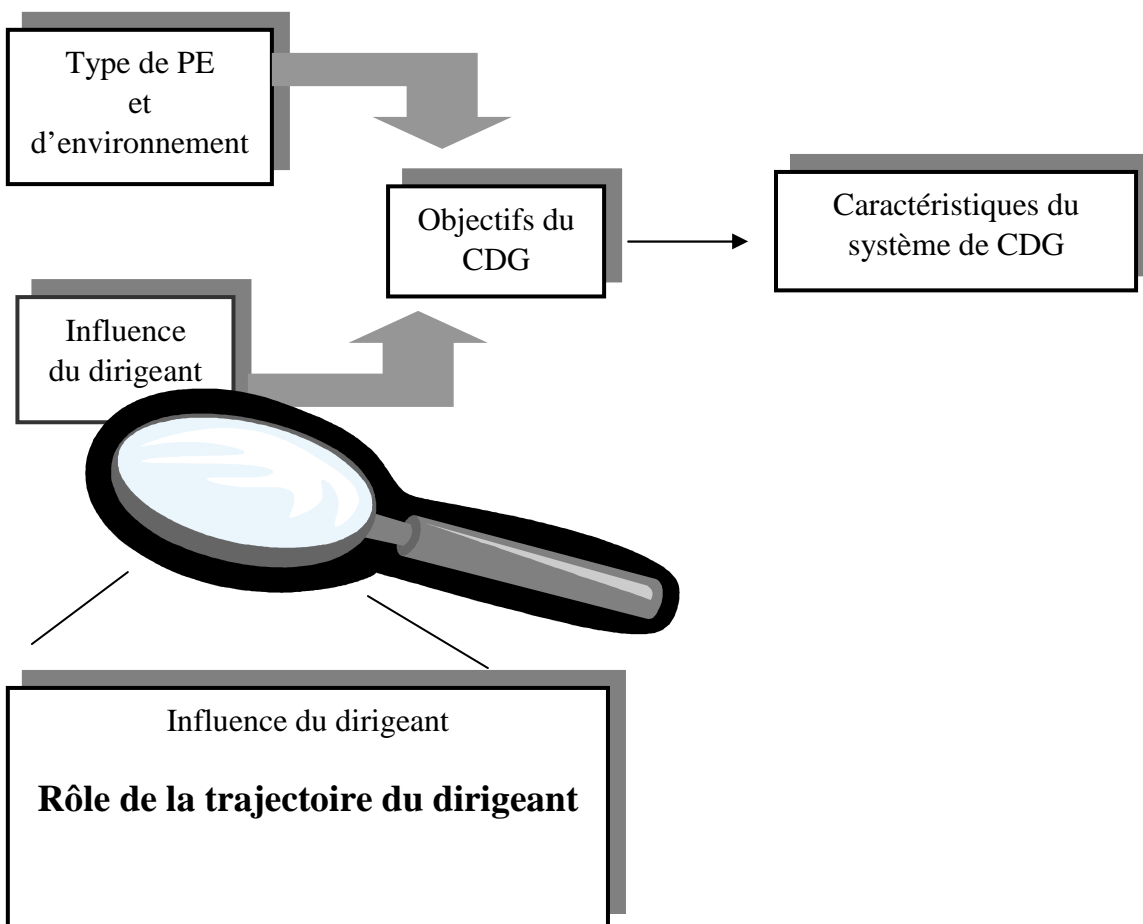 Type de PE
et
d’environnement
Objectifs du
CDG
Caractéristiques du
système de CDG
Influence
du dirigeant
Influence du dirigeant
Rôle de la trajectoire du dirigeant